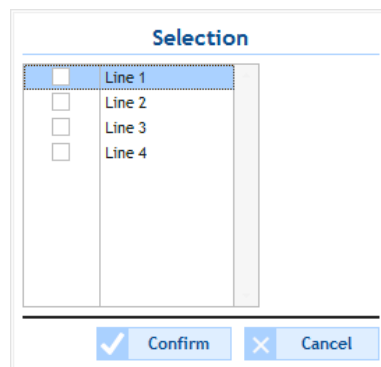 Selection
Line 1
Line 2
Line 3
Line 4
Confirm
Cancel